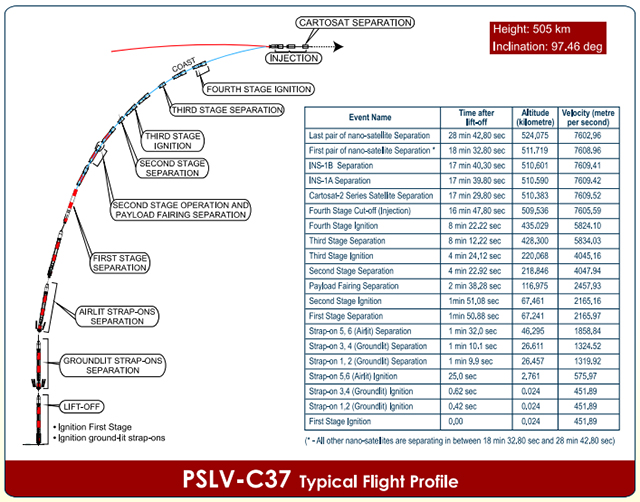 CARTOSAT SEPARATION
Height: 505 km
Inclination: 97.46 deg
INJECTION
COAST
FOURTH STAGE IGNITION
THIRD STAGE SEPARATION
THIRD STAGE
IGNITION
SECOND STAGE
SEPARATION
SECOND STAGE OPERATION AND
PAYLOAD FAIRING SEPARATION
FIRST STAGE
SEPARATION
AIRLIT STRAP-ONS
SEPARATION
GROUNDLIT STRAP-ONS
SEPARATION
LIFT-OFF
• Ignition First Stage
• Ignition ground-lit strap-ons
Event Name Time after lift-off Altitude (kilometre) Velocity (metre per second)
Last pair of nano-satellite Separation 28 min 42,80 sec 524,075 7602,96
First pair of nano-satellite Separation * 18 min 32.80 sec 511,719 7608.96
INS-1B Separation 17 min 40,30 sec 510,601 7609,41
INS-1A Separation 17 min 39.80 sec 510.590 7609.42
Cartosat-2 Series Satellite Separation 17 min 29.80 sec 510.383 7609.52
Fourth Stage Cut-off (Injection) 16 min 47,80 sec 509,536 7605,59
Fourth Stage Ignition 8 min 22.22 sec 435.029 5824.10
Third Stage Separation 8 min 12,22 sec 428,300 5834,03
Third Stage Ignition 4 min 24,12 sec 220,068 4045,16
Second Stage Separation 4 min 22.92 sec 218.846 4047.94
Payload Fairing Separation 2 min 38,28 sec 116,975 2457,93
Second Stage Ignition 1min 51,08 sec 67,461 2165,16
First Stage Separation 1min 50.88 sec 67.241 2165.97
Strap-on 5, 6 (Airlit) Separation 1 min 32,0 sec 46,295 1858,84
Strap-on 3, 4 (Groundlit) Separation 1 min 10.1 sec 26.611 1324.52
Strap-on 1, 2 (Groundlit) Separation 1 min 9.9 sec 26,457 1319,92
Strap-on 5,6 (Airlit) Ignition 25,0 sec 2,761 575,97
Strap-on 3,4 (Groundlit) Ignition 0.62 sec 0.024 451.89
Strap-on 1,2 (Groundlit) Ignition 0,42 sec 0,024 451,89
First Stage Ignition 0,00 0,024 451,89
(* - All other nano-satellites are separating in between 18 min 32,80 sec and 28 min 42,80 sec)
PSLV-C37 Typical Flight Profile